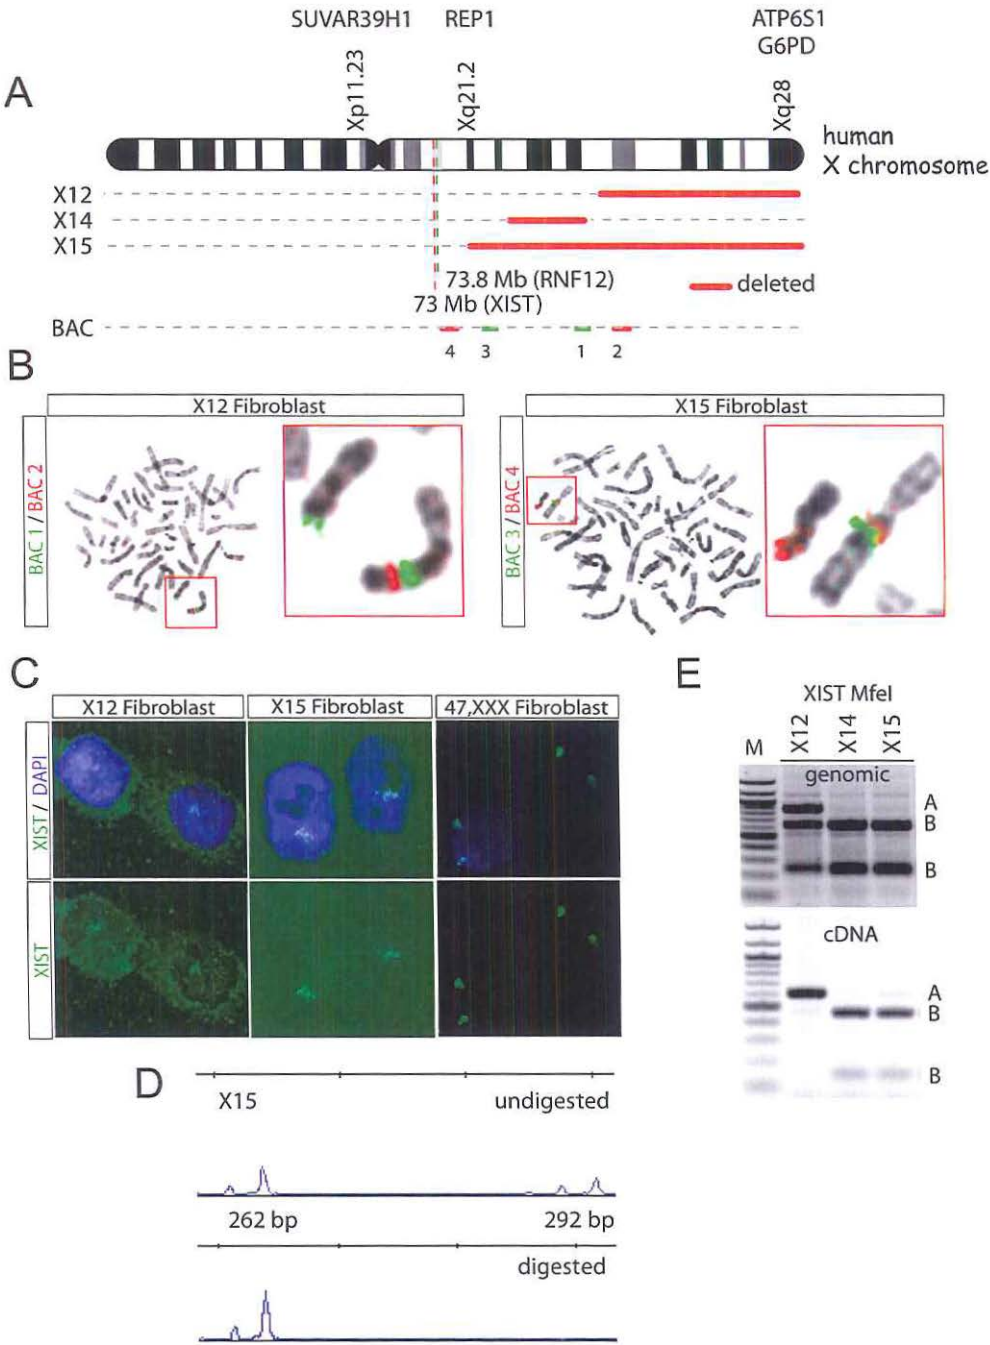 SUVAR39H1 REP1 ATP6S1
G6PD
A
Xp11.23 Xq21.2 Xq28
human
X chromosome
X12
X14
X15
73.8 Mb (RNF12)
deleted
73 Mb (XIST)
BAC
4 3 1 2
B
X12 Fibroblast X15 Fibroblast
BAC 1 / BAC 2
BAC 3 / BAC 4
C
X12 Fibroblast X15 Fibroblast 47,XXX Fibroblast
XIST / DAPI
XIST
E
XIST MfeI
M X12 X14 X15
genomic
A
B
B
cDNA
A
B
B
D
X15 undigested
262 bp 292 bp
digested